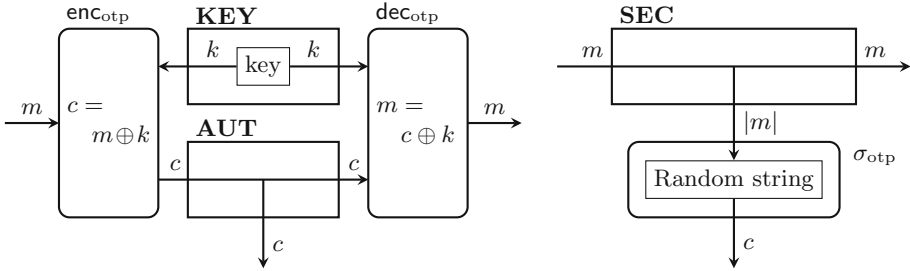 enc_otp
KEY
dec_otp
k
key
k
m
c =
m ⊕ k
AUT
c
c
c
m =
c ⊕ k
m
SEC
m
m
|m|
σ_otp
Random string
c